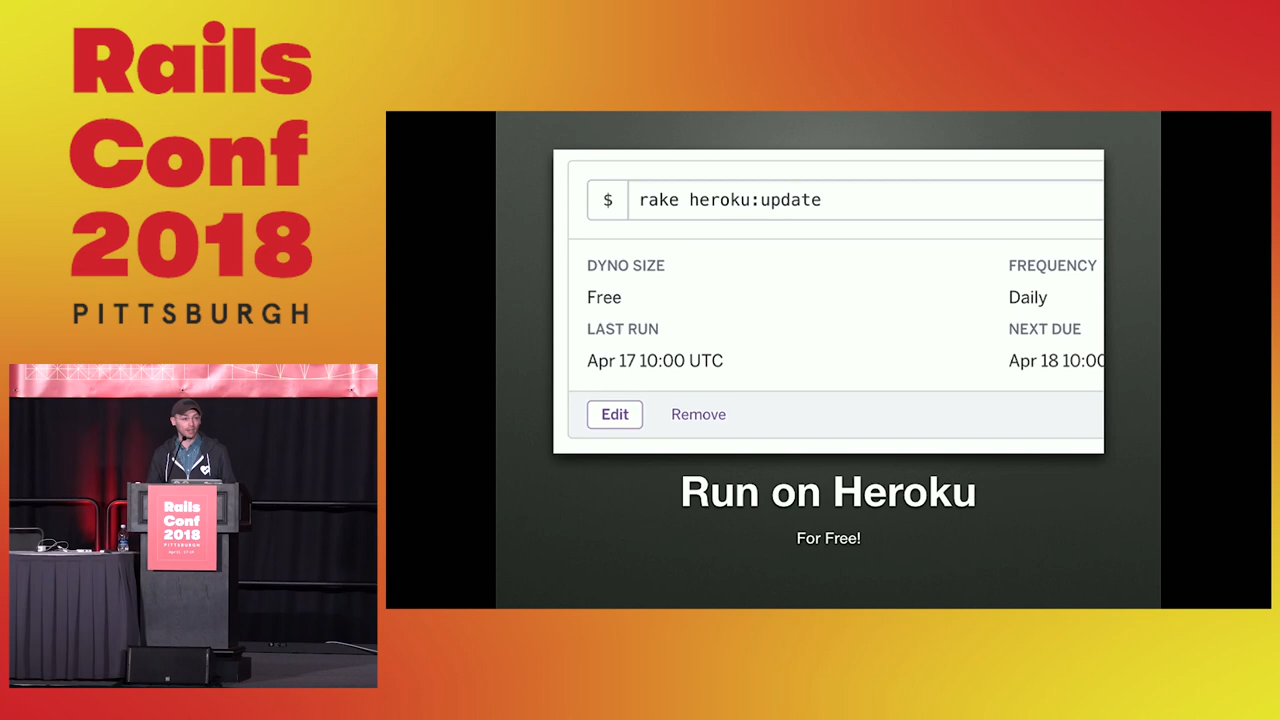 Rails
Conf
2018
PITTSBURGH
$ rake heroku:update
DYNO SIZE FREQUENCY
Free Daily
LAST RUN NEXT DUE
Apr 17 10:00 UTC Apr 18 10:00
Edit Remove
Run on Heroku
For Free!
Rails
Conf
2018
PITTSBURGH